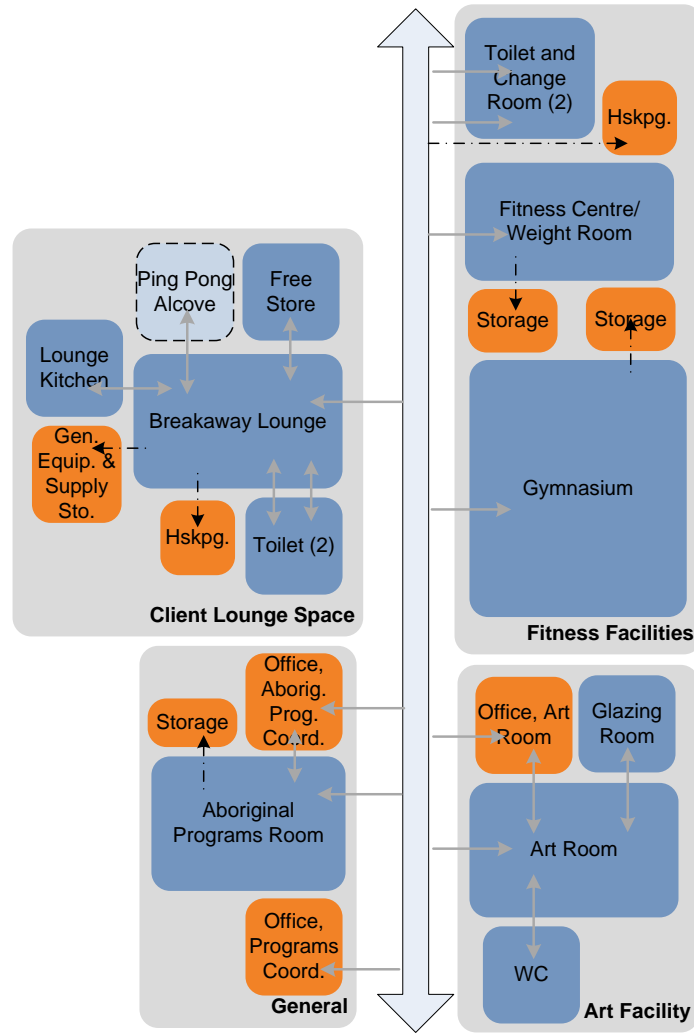 Toilet and
Change
Room (2)
Hskpg.
Fitness Centre/
Weight Room
Storage
Storage
Gymnasium
Fitness Facilities
Ping Pong
Alcove
Free
Store
Lounge
Kitchen
Breakaway Lounge
Gen.
Equip. &
Supply
Sto.
Hskpg.
Toilet (2)
Client Lounge Space
Office,
Aborig.
Prog.
Coord.
Storage
Aboriginal
Programs Room
Office,
Programs
Coord.
General
Office, Art
Room
Glazing
Room
Art Room
WC
Art Facility